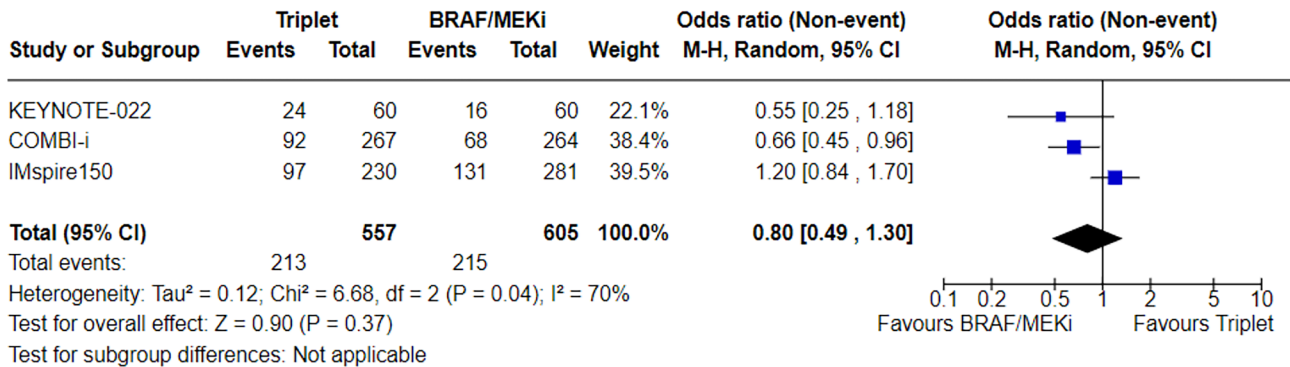 Triplet BRAF/MEKi Odds ratio (Non-event) Odds ratio (Non-event)
Study or Subgroup Events Total Events Total Weight M-H, Random, 95% CI M-H, Random, 95% CI
KEYNOTE-022 24 60 16 60 22.1% 0.55 [0.25 , 1.18]
COMBI-i 92 267 68 264 38.4% 0.66 [0.45 , 0.96]
IMspire150 97 230 131 281 39.5% 1.20 [0.84 , 1.70]
Total (95% CI) 557 605 100.0% 0.80 [0.49 , 1.30]
Total events: 213 215
Heterogeneity: Tau² = 0.12; Chi² = 6.68, df = 2 (P = 0.04); I² = 70%
0.1 0.2 0.5 1 2 5 10
Test for overall effect: Z = 0.90 (P = 0.37) Favours BRAF/MEKi Favours Triplet
Test for subgroup differences: Not applicable